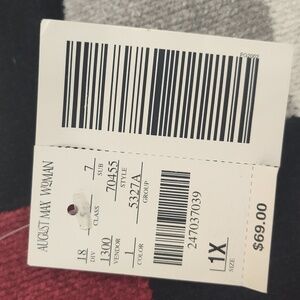 AUGUST MAX WOMAN
18 DIV
CLASS
7 SUB
1300 VENDOR
70455 STYLE
1 COLOR
5327A GROUP
247037039
1X
SIZE
$69.00